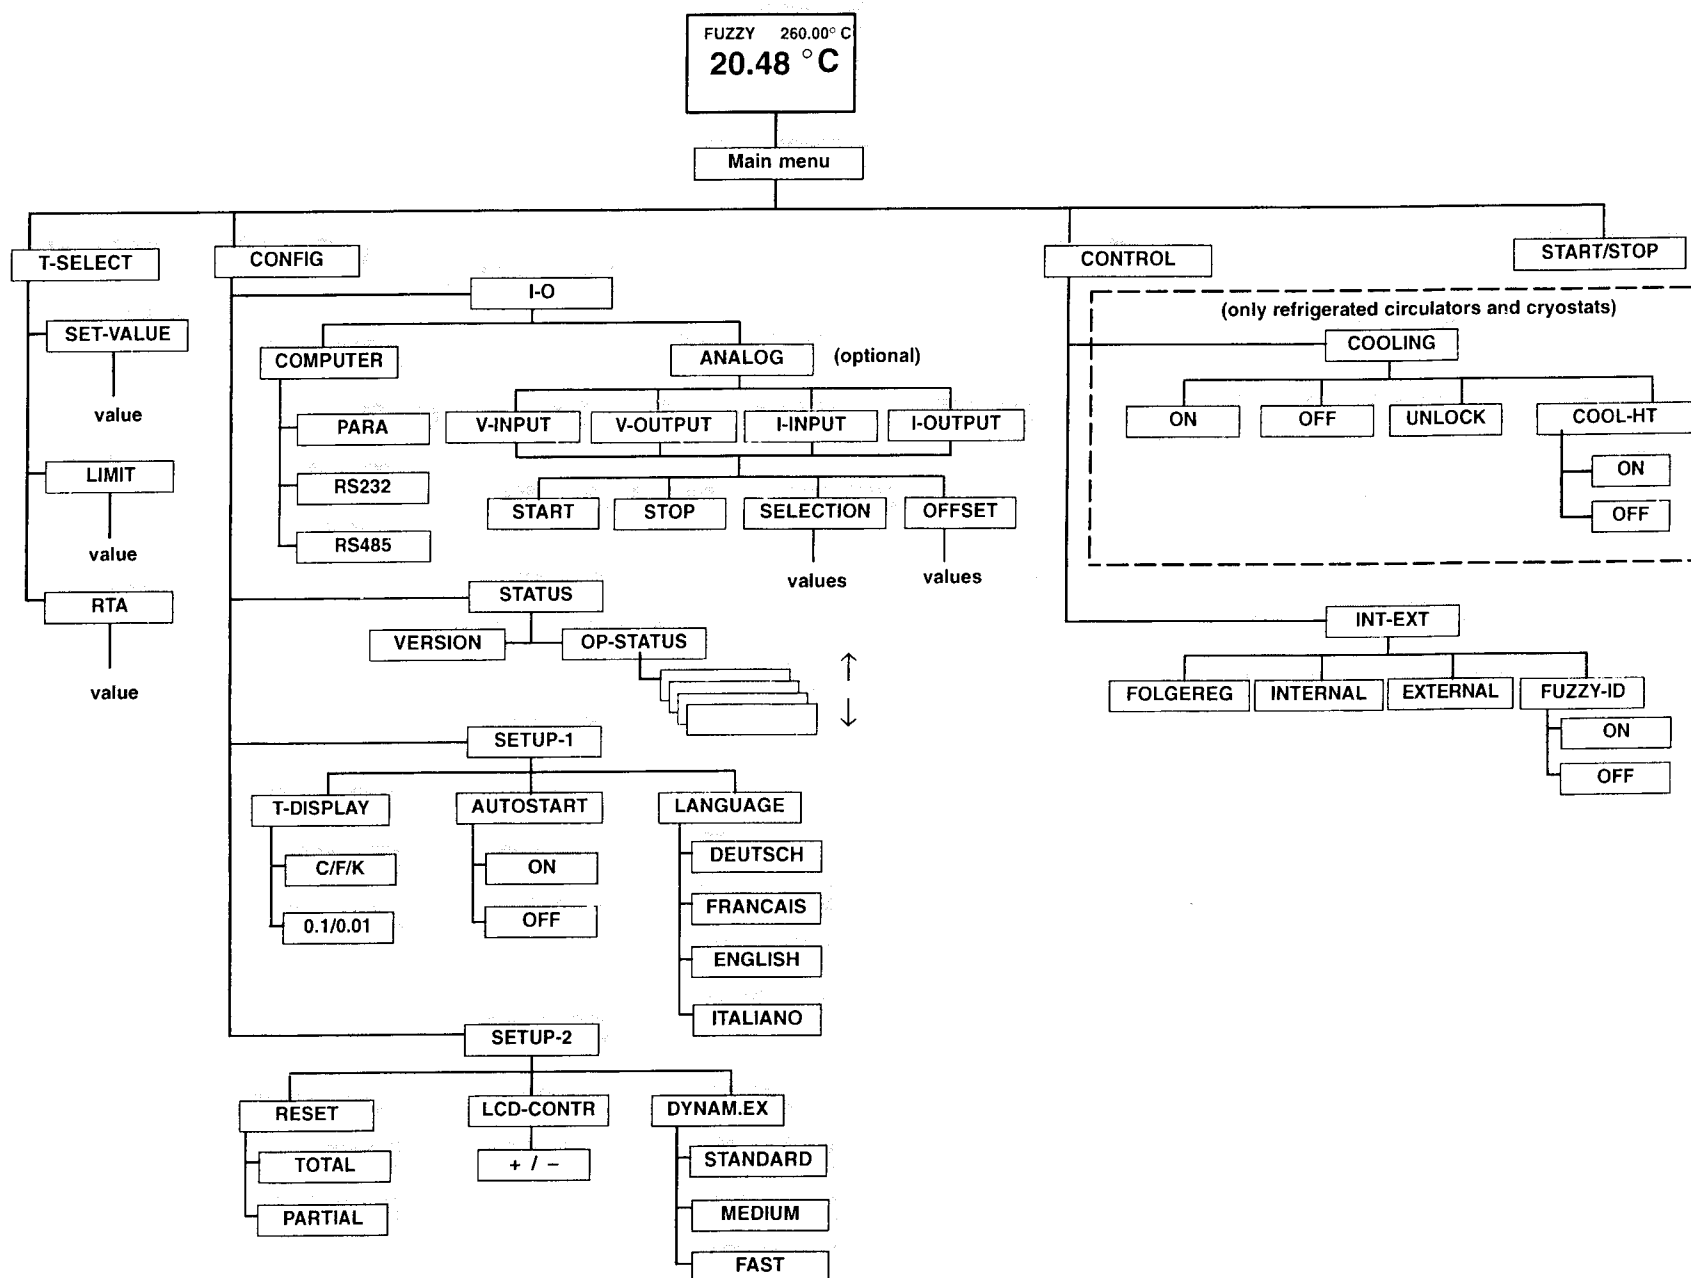 FUZZY 260.00° C
20.48 °C
Main menu
T-SELECT
SET-VALUE
value
LIMIT
value
RTA
value
CONFIG
I-O
COMPUTER
PARA
RS232
RS485
ANALOG (optional)
V-INPUT V-OUTPUT I-INPUT I-OUTPUT
START STOP SELECTION OFFSET
values values
STATUS
VERSION OP-STATUS
↑
↓
SETUP-1
T-DISPLAY
C/F/K
0.1/0.01
AUTOSTART
ON
OFF
LANGUAGE
DEUTSCH
FRANCAIS
ENGLISH
ITALIANO
SETUP-2
RESET
TOTAL
PARTIAL
LCD-CONTR
+ / −
DYNAM.EX
STANDARD
MEDIUM
FAST
CONTROL
(only refrigerated circulators and cryostats)
COOLING
ON OFF UNLOCK COOL-HT
ON
OFF
INT-EXT
FOLGEREG INTERNAL EXTERNAL FUZZY-ID
ON
OFF
START/STOP